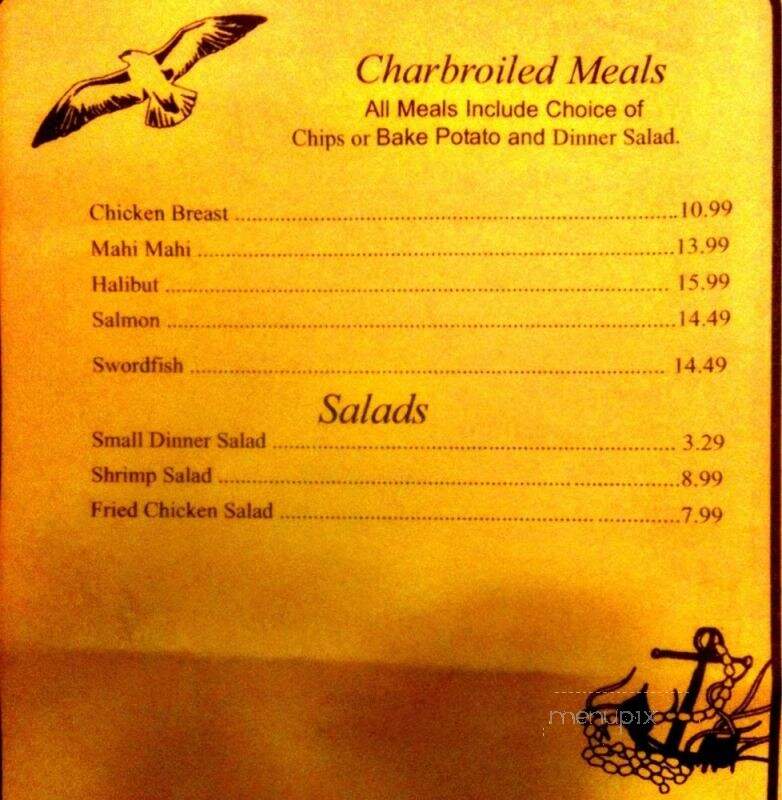 Charbroiled Meals
All Meals Include Choice of
Chips or Bake Potato and Dinner Salad.
Chicken Breast 10.99
Mahi Mahi 13.99
Halibut 15.99
Salmon 14.49
Swordfish 14.49
Salads
Small Dinner Salad 3.29
Shrimp Salad 8.99
Fried Chicken Salad 7.99
menupix